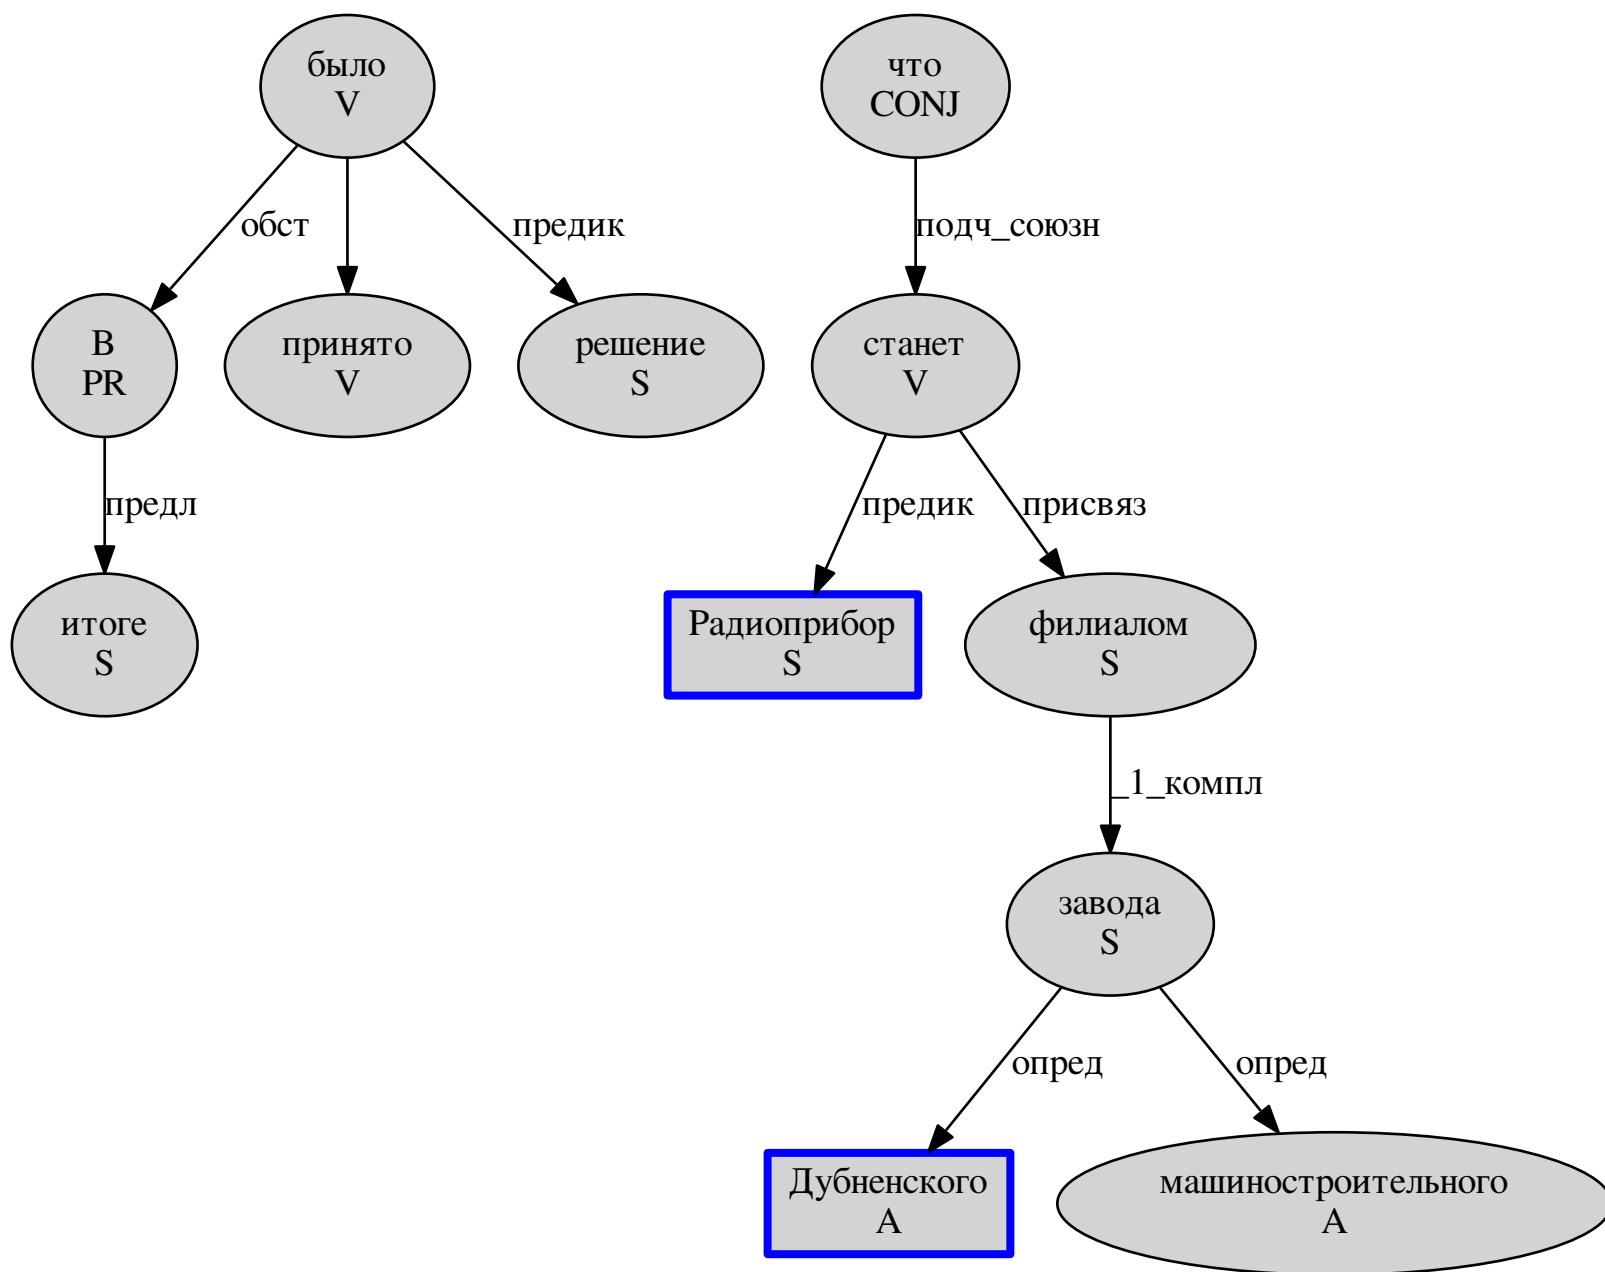 было
V
что
CONJ
обст
предик
подч_союзн
В
PR
принято
V
решение
S
станет
V
предл
предик
присвяз
итоге
S
Радиоприбор
S
филиалом
S
_1_компл
завода
S
опред
опред
Дубненского
A
машиностроительного
A